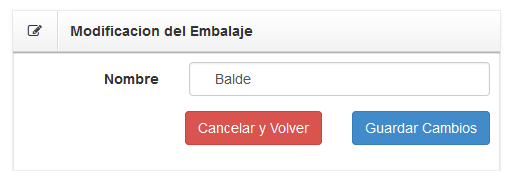 Modificacion del Embalaje
Nombre
Balde
Cancelar y Volver
Guardar Cambios